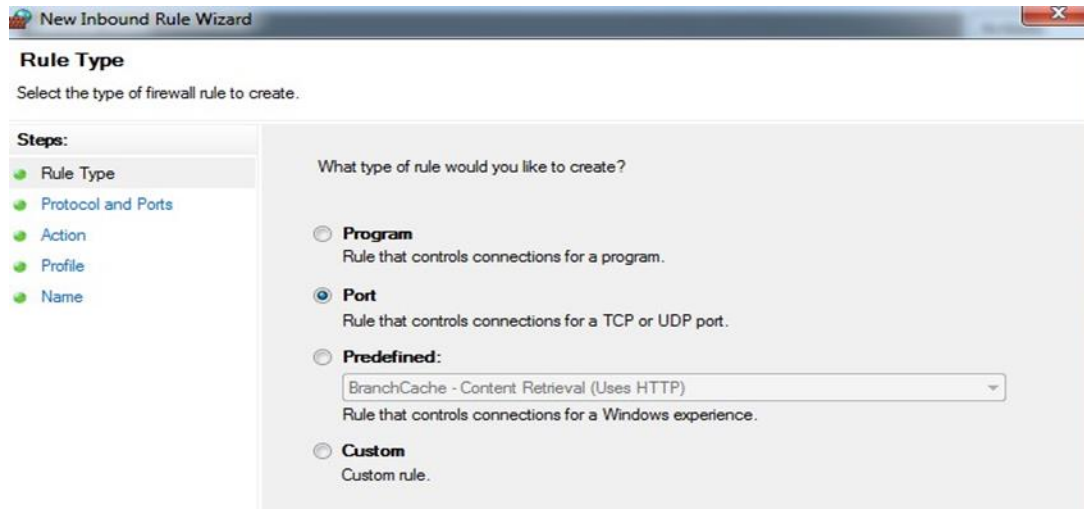 New Inbound Rule Wizard
Rule Type
Select the type of firewall rule to create.
Steps:
Rule Type
Protocol and Ports
Action
Profile
Name
What type of rule would you like to create?
Program
Rule that controls connections for a program.
Port
Rule that controls connections for a TCP or UDP port.
Predefined:
BranchCache - Content Retrieval (Uses HTTP)
Rule that controls connections for a Windows experience.
Custom
Custom rule.